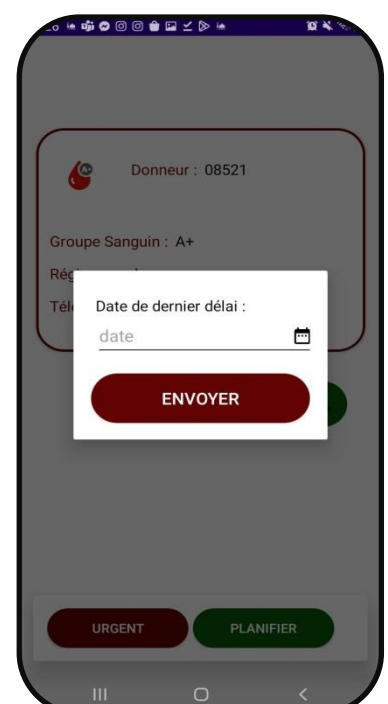 A+
Donneur : 08521
Groupe Sanguin : A+
Date de dernier délai :
date
ENVOYER
URGENT
PLANIFIER